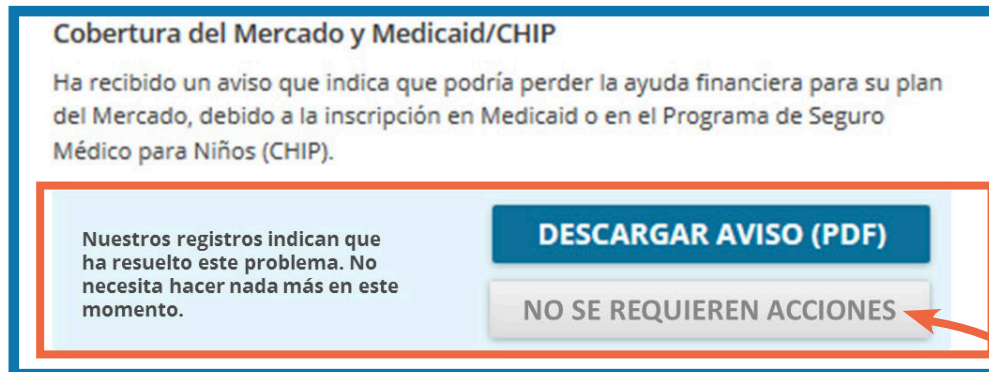 Cobertura del Mercado y Medicaid/CHIP
Ha recibido un aviso que indica que podría perder la ayuda financiera para su plan
del Mercado, debido a la inscripción en Medicaid o en el Programa de Seguro
Médico para Niños (CHIP).
Nuestros registros indican que
ha resuelto este problema. No
necesita hacer nada más en este
momento.
DESCARGAR AVISO (PDF)
NO SE REQUIEREN ACCIONES